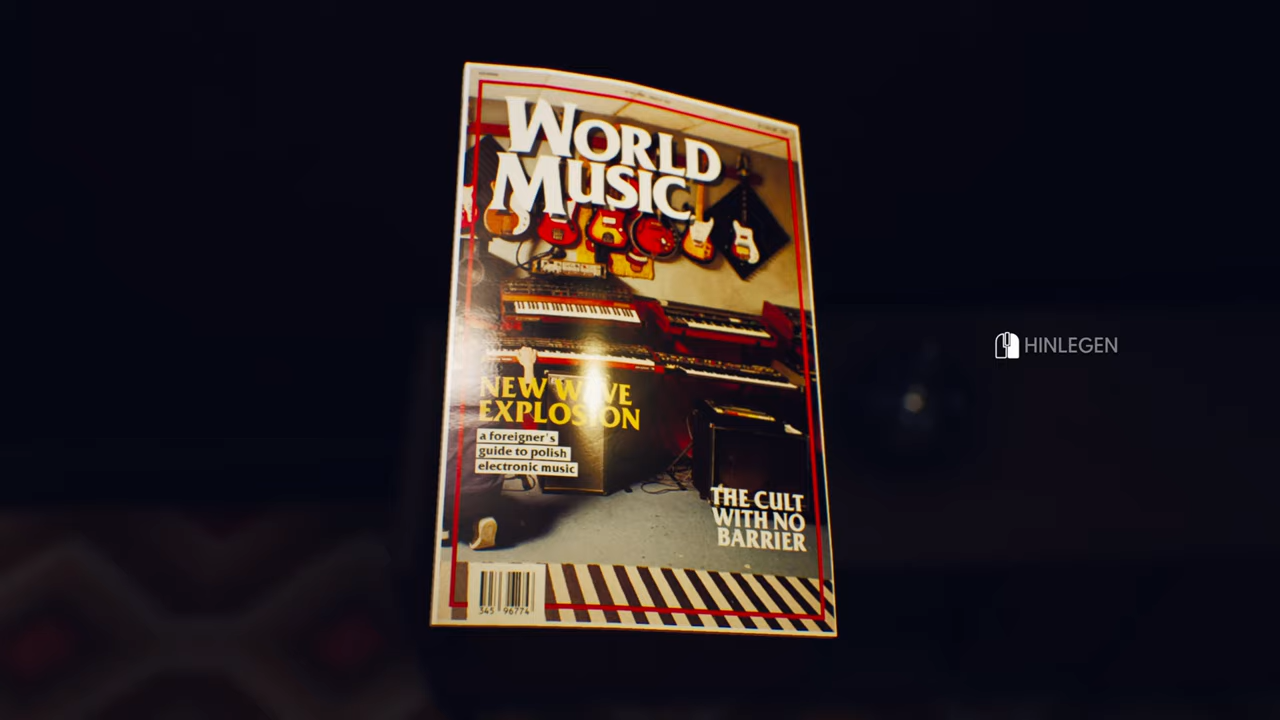 WORLD
MUSIC
NEW WAVE
EXPLOSION
a foreigner's
guide to polish
electronic music
THE CULT
WITH NO
BARRIER
345 96774
HINLEGEN